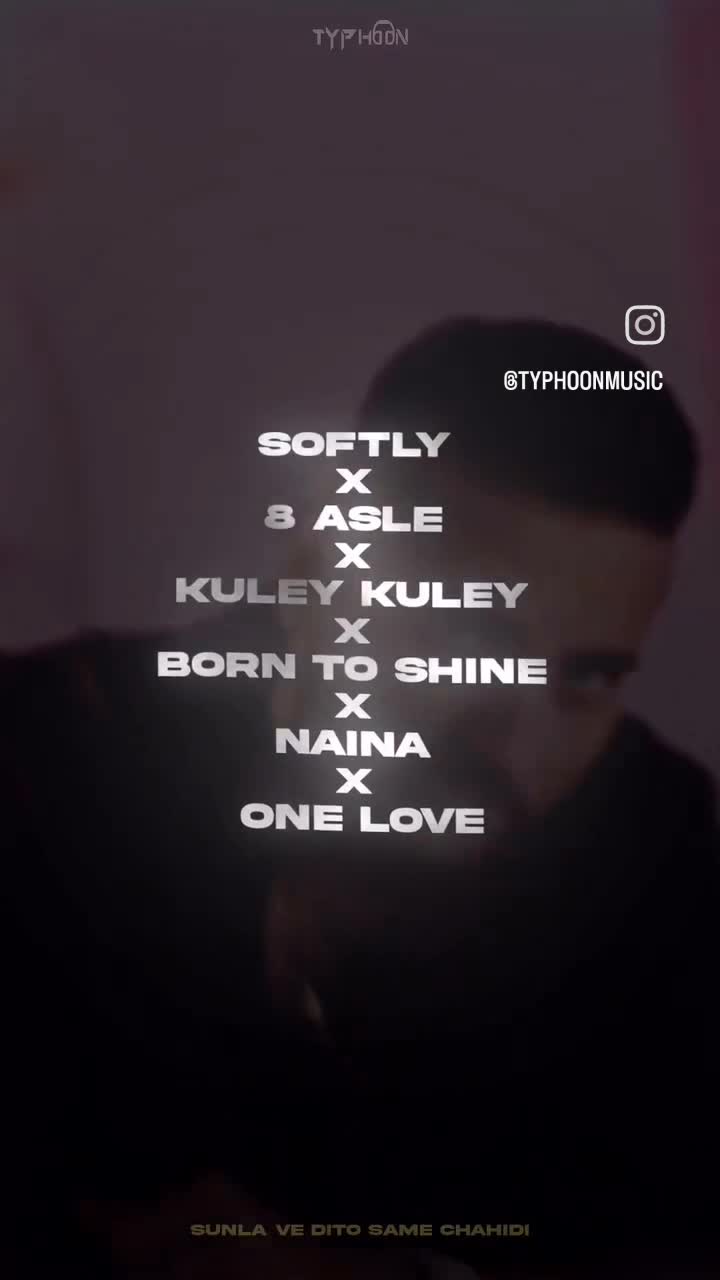 TYPHOON
@TYPHOONMUSIC
SOFTLY
X
8 ASLE
X
KULEY KULEY
X
BORN TO SHINE
X
NAINA
X
ONE LOVE
SUNLA VE DITO SAME CHAHIDI